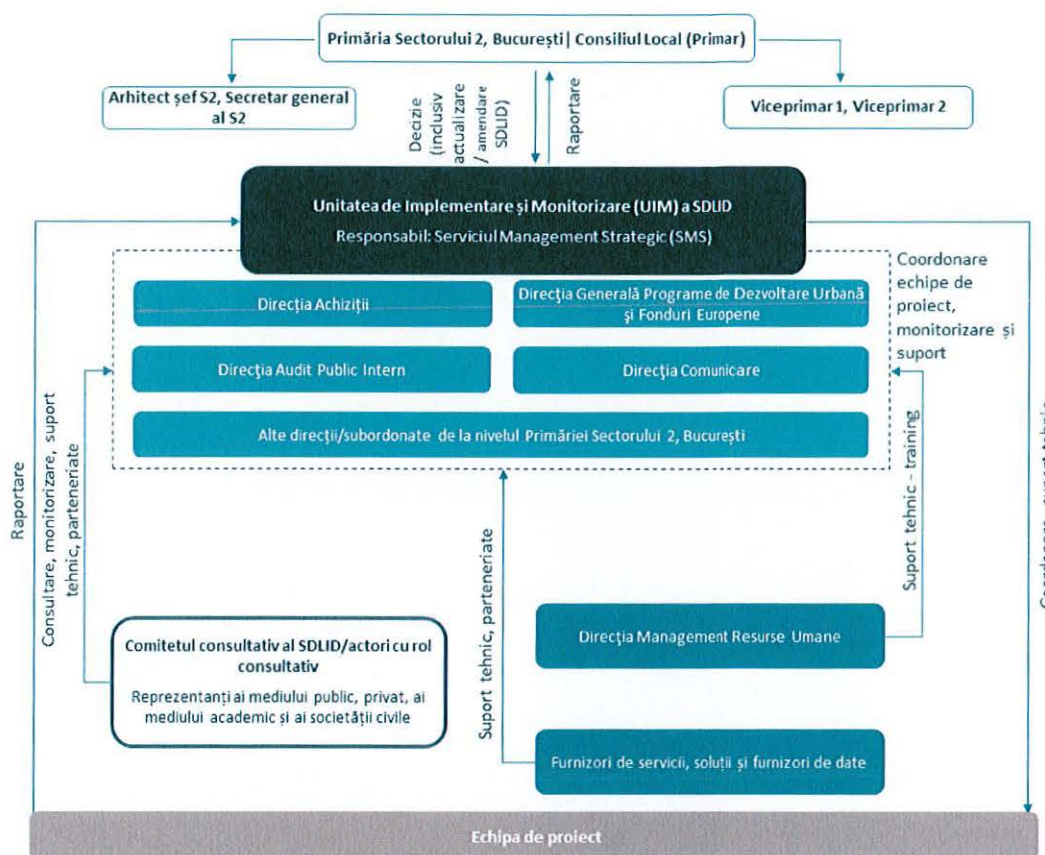 Primăria Sectorului 2, București | Consiliul Local (Primar)
Arhitect șef S2, Secretar general
al S2
Viceprimar 1, Viceprimar 2
Decizie
(inclusiv
actualizare
/ amendare
SDLID)
Raportare
Unitatea de Implementare și Monitorizare (UIM) a SDLID
Responsabil: Serviciul Management Strategic (SMS)
Coordonare
echipe de
proiect,
monitorizare și
suport
Direcția Achiziții
Direcția Generală Programe de Dezvoltare Urbană
și Fonduri Europene
Direcția Audit Public Intern
Direcția Comunicare
Alte direcții/subordonate de la nivelul Primăriei Sectorului 2, București
Raportare
Consultare, monitorizare, suport
tehnic, parteneriate
Suport tehnic, parteneriate
Suport tehnic - training
Comitetul consultativ al SDLID/actori cu rol
consultativ
Reprezentanți ai mediului public, privat, ai
mediului academic și ai societății civile
Direcția Management Resurse Umane
Furnizori de servicii, soluții și furnizori de date
Echipa de proiect